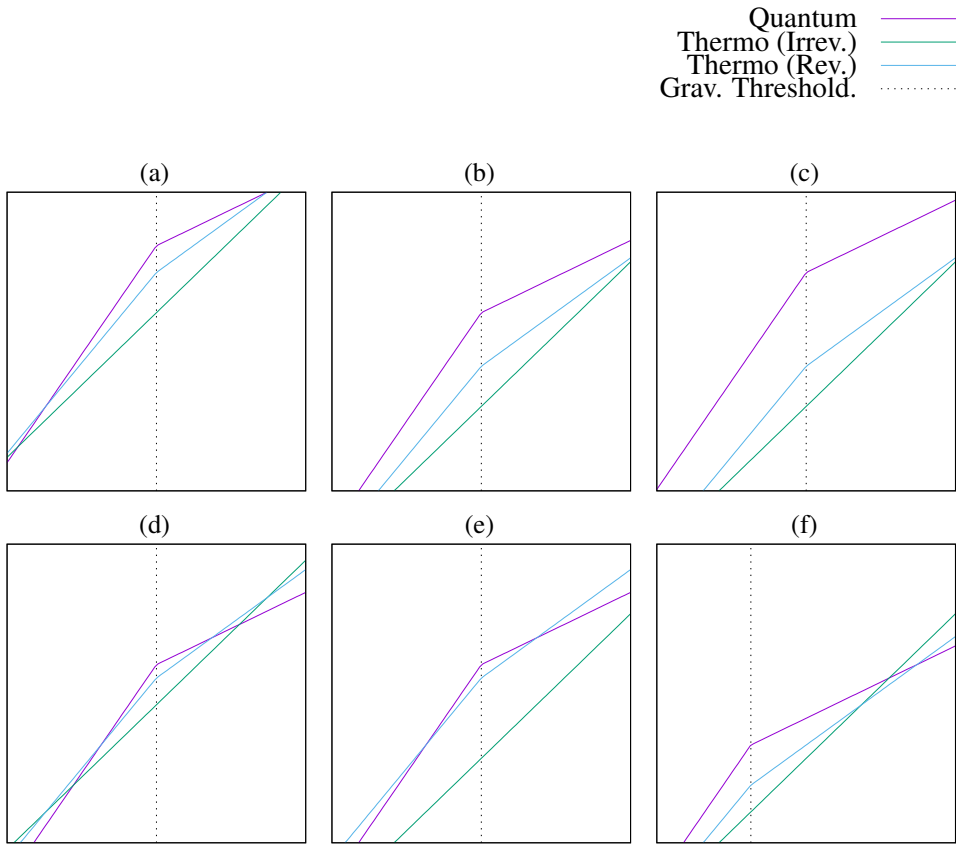 Quantum
Thermo (Irrev.)
Thermo (Rev.)
Grav. Threshold.
(a)
(b)
(c)
(d)
(e)
(f)